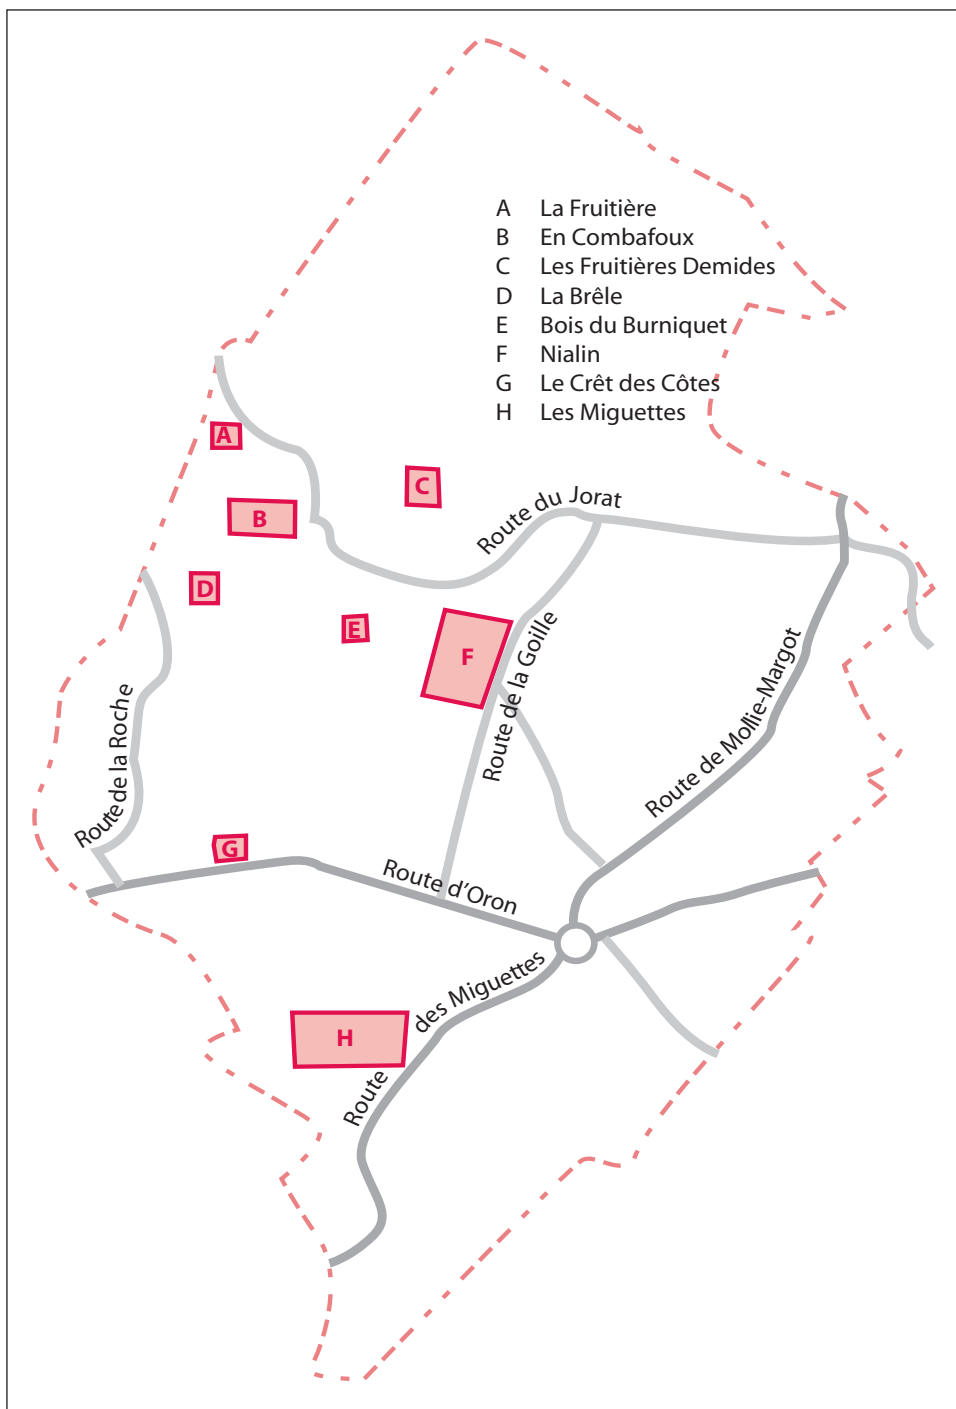 A La Fruitière
B En Combafoux
C Les Fruitières Demides
D La Brêle
E Bois du Burniquet
F Nialin
G Le Crêt des Côtes
H Les Miguettes
A
C
B
Route du Jorat
D
E
F
Route de la Goille
Route de Mollie-Margot
Route de la Roche
G
Route d’Oron
Route des Miguettes
H